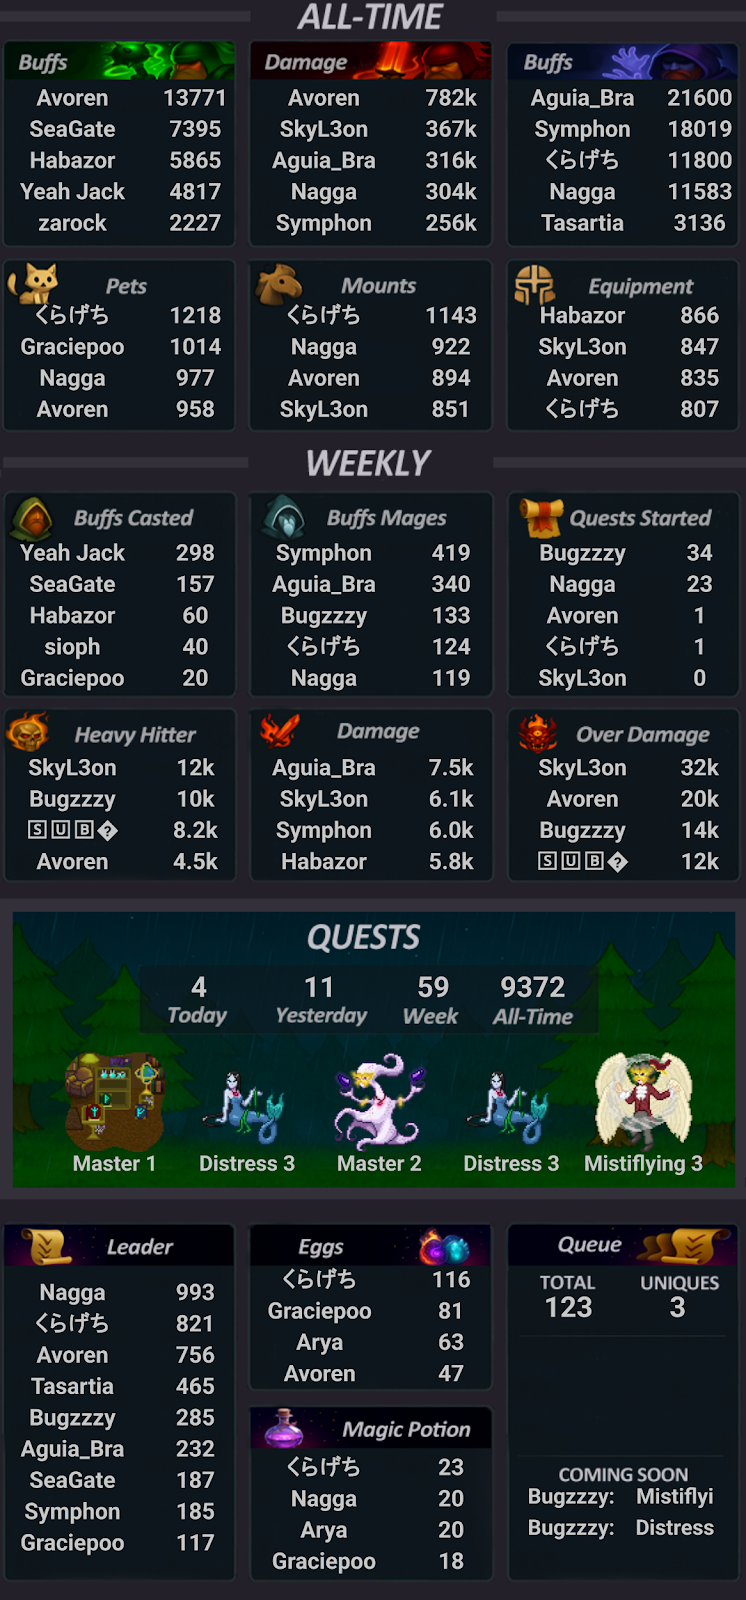 ALL-TIME
Buffs
Avoren 13771
SeaGate 7395
Habazor 5865
Yeah Jack 4817
zarock 2227
Damage
Avoren 782k
SkyL3on 367k
Aguia_Bra 316k
Nagga 304k
Symphon 256k
Buffs
Aguia_Bra 21600
Symphon 18019
くらげち 11800
Nagga 11583
Tasartia 3136
Pets
くらげち 1218
Graciepoo 1014
Nagga 977
Avoren 958
Mounts
くらげち 1143
Nagga 922
Avoren 894
SkyL3on 851
Equipment
Habazor 866
SkyL3on 847
Avoren 835
くらげち 807
WEEKLY
Buffs Casted
Yeah Jack 298
SeaGate 157
Habazor 60
sioph 40
Graciepoo 20
Buffs Mages
Symphon 419
Aguia_Bra 340
Bugzzzy 133
くらげち 124
Nagga 119
Quests Started
Bugzzzy 34
Nagga 23
Avoren 1
くらげち 1
SkyL3on 0
Heavy Hitter
SkyL3on 12k
Bugzzzy 10k
🅂🅄🄱� 8.2k
Avoren 4.5k
Damage
Aguia_Bra 7.5k
SkyL3on 6.1k
Symphon 6.0k
Habazor 5.8k
Over Damage
SkyL3on 32k
Avoren 20k
Bugzzzy 14k
🅂🅄🄱� 12k
QUESTS
4 11 59 9372
Today Yesterday Week All-Time
Master 1 Distress 3 Master 2 Distress 3 Mistiflying 3
Leader
Nagga 993
くらげち 821
Avoren 756
Tasartia 465
Bugzzzy 285
Aguia_Bra 232
SeaGate 187
Symphon 185
Graciepoo 117
Eggs
くらげち 116
Graciepoo 81
Arya 63
Avoren 47
Magic Potion
くらげち 23
Nagga 20
Arya 20
Graciepoo 18
Queue
TOTAL UNIQUES
123 3
COMING SOON
Bugzzzy: Mistiflyi
Bugzzzy: Distress